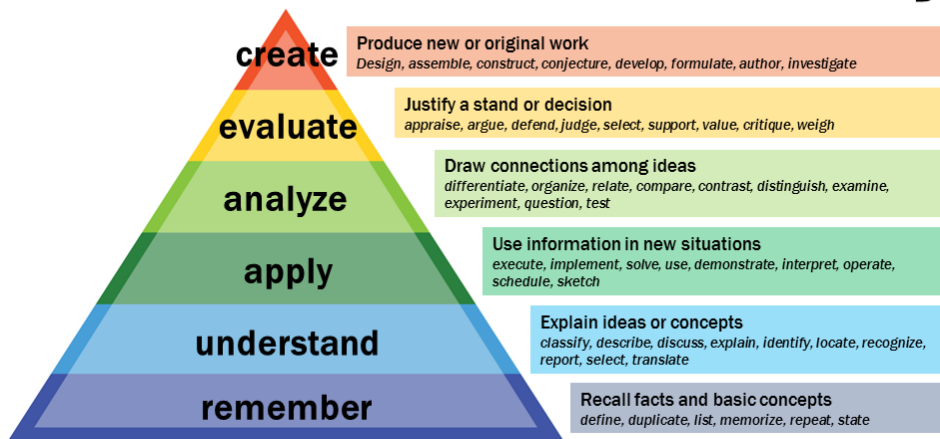 create
Produce new or original work
Design, assemble, construct, conjecture, develop, formulate, author, investigate
evaluate
Justify a stand or decision
appraise, argue, defend, judge, select, support, value, critique, weigh
analyze
Draw connections among ideas
differentiate, organize, relate, compare, contrast, distinguish, examine,
experiment, question, test
apply
Use information in new situations
execute, implement, solve, use, demonstrate, interpret, operate,
schedule, sketch
understand
Explain ideas or concepts
classify, describe, discuss, explain, identify, locate, recognize,
report, select, translate
remember
Recall facts and basic concepts
define, duplicate, list, memorize, repeat, state